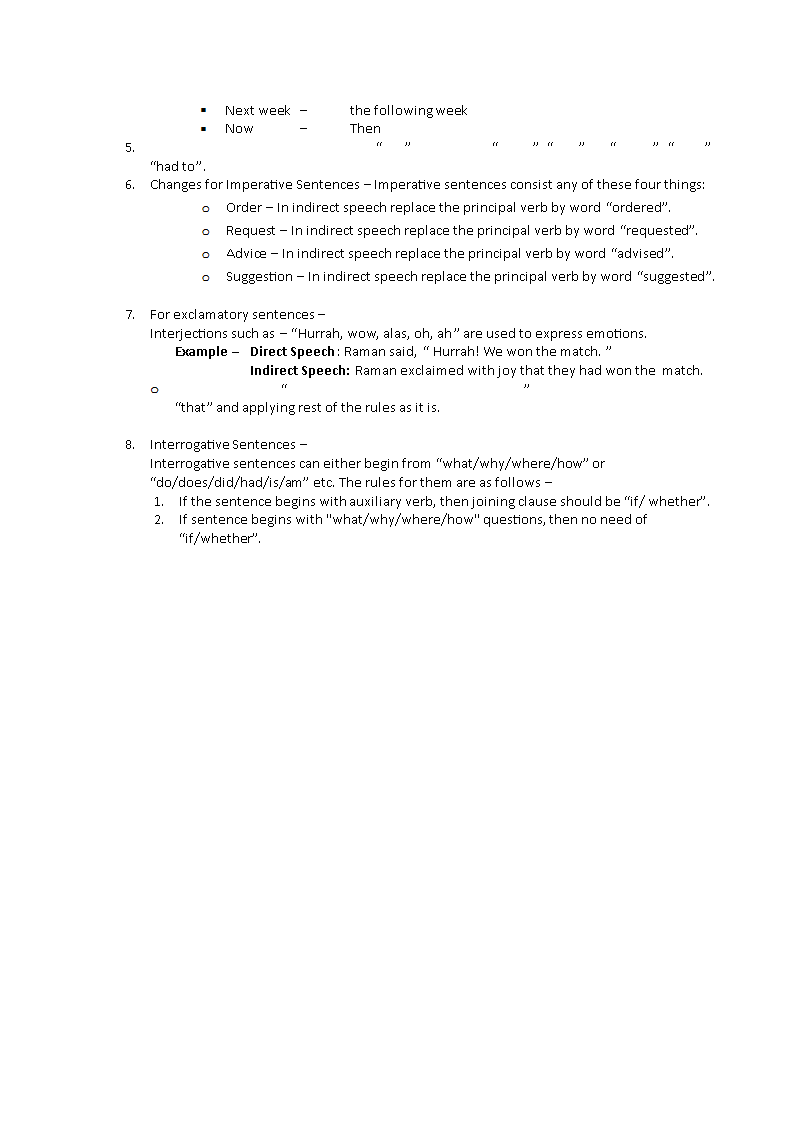 ▪ Next week – the following week
▪ Now – Then
5. “ ” “ ” “ ” “ ” “ ”
“had to”.
6. Changes for Imperative Sentences – Imperative sentences consist any of these four things:
o Order – In indirect speech replace the principal verb by word “ordered”.
o Request – In indirect speech replace the principal verb by word “requested”.
o Advice – In indirect speech replace the principal verb by word “advised”.
o Suggestion – In indirect speech replace the principal verb by word “suggested”.
7. For exclamatory sentences –
Interjections such as – “Hurrah, wow, alas, oh, ah” are used to express emotions.
Example – Direct Speech: Raman said, “ Hurrah! We won the match. ”
Indirect Speech: Raman exclaimed with joy that they had won the match.
o “ ”
“that” and applying rest of the rules as it is.
8. Interrogative Sentences –
Interrogative sentences can either begin from “what/why/where/how” or
“do/does/did/had/is/am” etc. The rules for them are as follows –
1. If the sentence begins with auxiliary verb, then joining clause should be “if/ whether”.
2. If sentence begins with "what/why/where/how" questions, then no need of
“if/whether”.